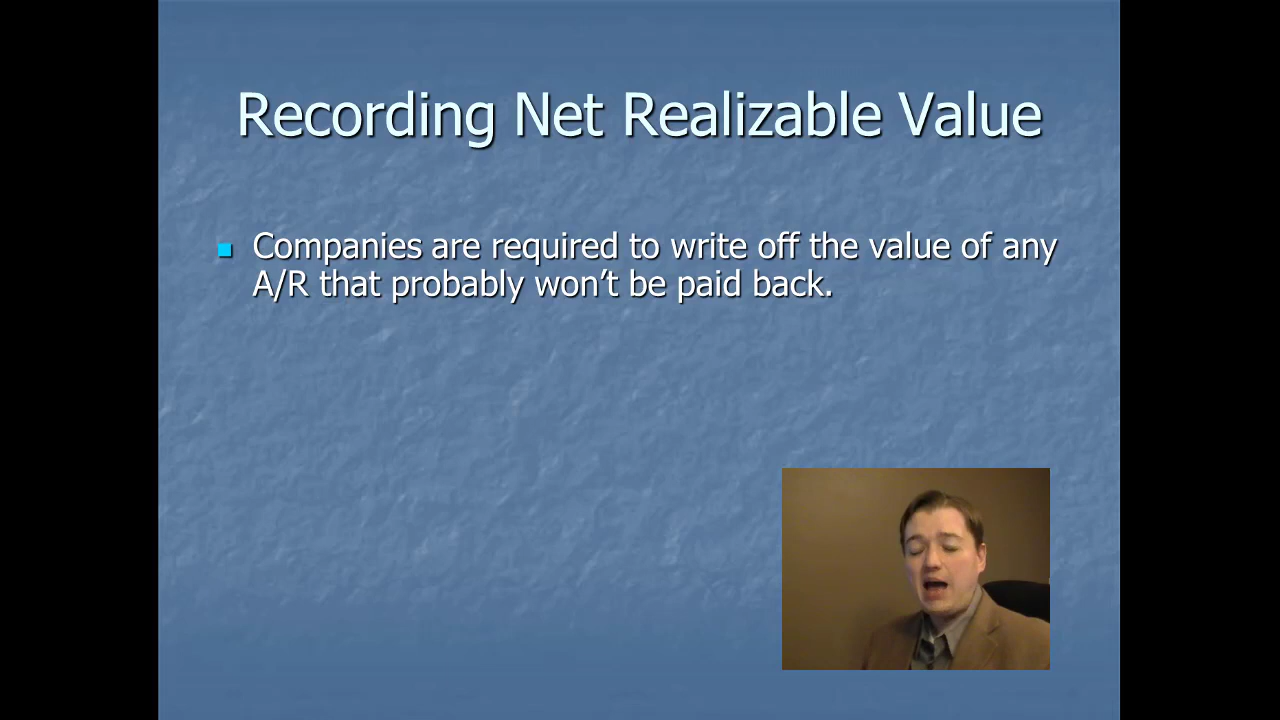 Recording Net Realizable Value
Companies are required to write off the value of any
A/R that probably won’t be paid back.